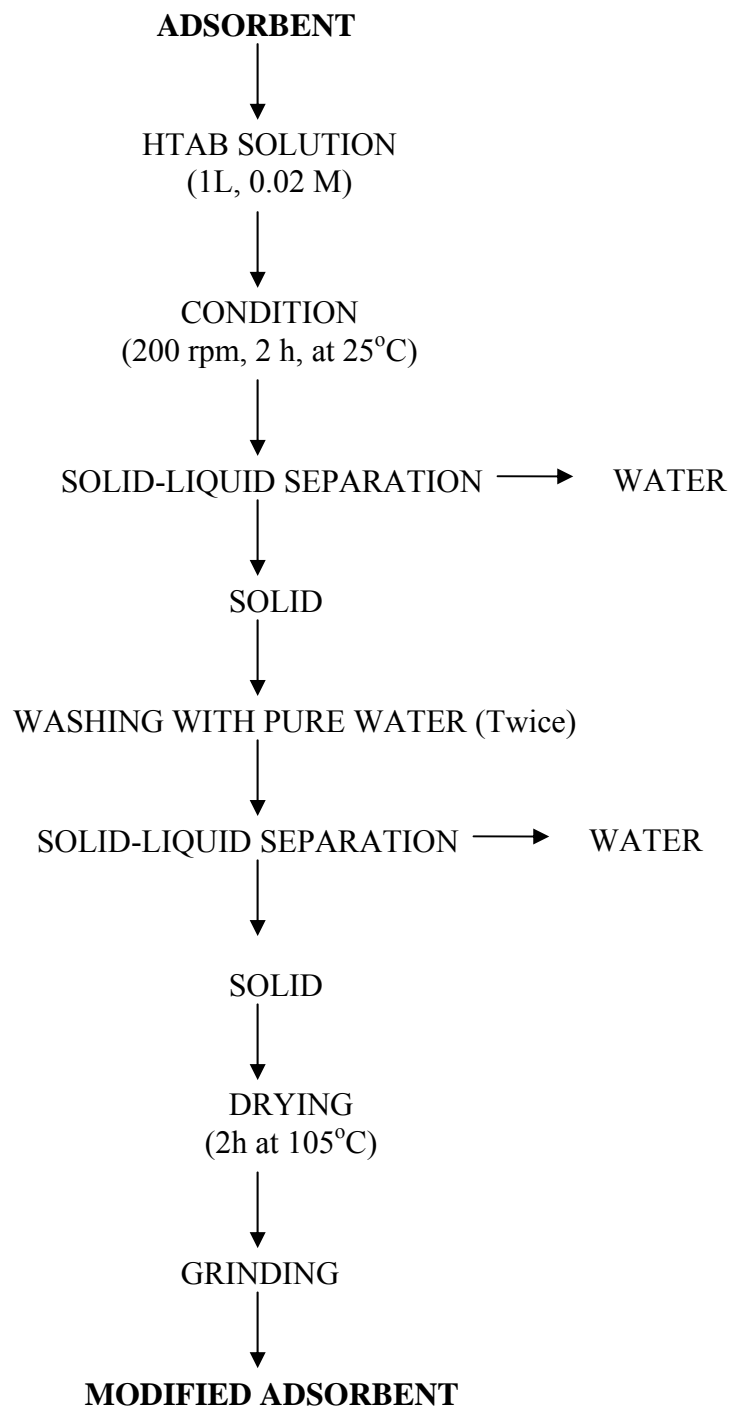 ADSORBENT
HTAB SOLUTION
(1L, 0.02 M)
CONDITION
(200 rpm, 2 h, at 25°C)
SOLID-LIQUID SEPARATION WATER
SOLID
WASHING WITH PURE WATER (Twice)
SOLID-LIQUID SEPARATION WATER
SOLID
DRYING
(2h at 105°C)
GRINDING
MODIFIED ADSORBENT